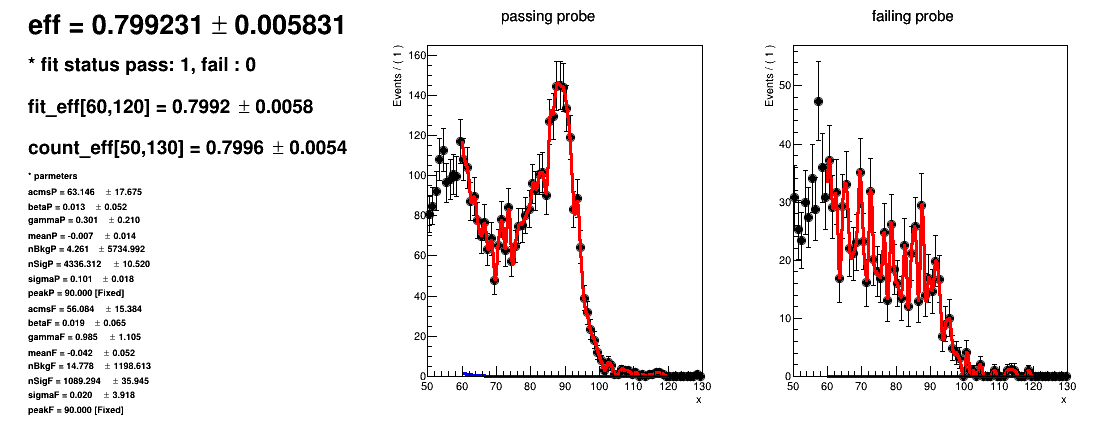 eff = 0.799231 ± 0.005831
* fit status pass: 1, fail : 0
fit_eff[60,120] = 0.7992 ± 0.0058
count_eff[50,130] = 0.7996 ± 0.0054
* parmeters
acmsP = 63.146 ± 17.675
betaP = 0.013 ± 0.052
gammaP = 0.301 ± 0.210
meanP = -0.007 ± 0.014
nBkgP = 4.261 ± 5734.992
nSigP = 4336.312 ± 10.520
sigmaP = 0.101 ± 0.018
peakP = 90.000 [Fixed]
acmsF = 56.084 ± 15.384
betaF = 0.019 ± 0.065
gammaF = 0.985 ± 1.105
meanF = -0.042 ± 0.052
nBkgF = 14.778 ± 1198.613
nSigF = 1089.294 ± 35.945
sigmaF = 0.020 ± 3.918
peakF = 90.000 [Fixed]
passing probe
Events / ( 1 )
160
140
120
100
80
60
40
20
0
50 60 70 80 90 100 110 120 130
x
failing probe
Events / ( 1 )
50
40
30
20
10
0
50 60 70 80 90 100 110 120 130
x